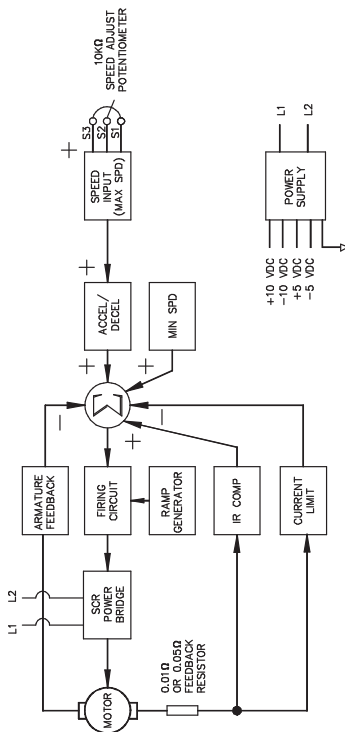 10KΩ
SPEED ADJUST
POTENTIOMETER
S3
S2
S1
+
SPEED
INPUT
(MAX SPD)
+
ACCEL/
DECEL
MIN SPD
+
+
Σ
−
+
−
ARMATURE
FEEDBACK
FIRING
CIRCUIT
RAMP
GENERATOR
IR COMP
CURRENT
LIMIT
L1
L2
SCR
POWER
BRIDGE
MOTOR
0.01Ω
OR 0.05Ω
FEEDBACK
RESISTOR
L1
L2
POWER
SUPPLY
+10 VDC
-10 VDC
+5 VDC
-5 VDC